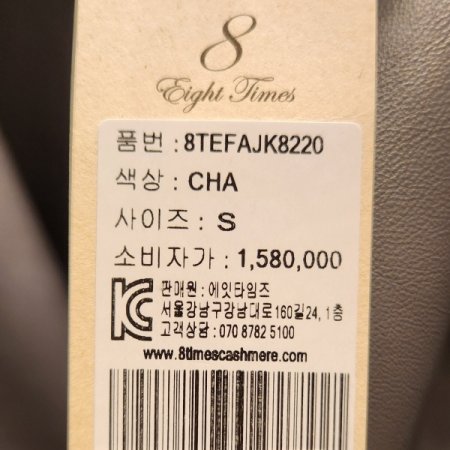 8
Eight Times
품번 : 8TEFAJK8220
색상 : CHA
사이즈 : S
소비자가 : 1,580,000
판매원 : 에잇타임즈
서울강남구강남대로160길24, 1층
고객상담 : 070 8782 5100
www.8timescashmere.com